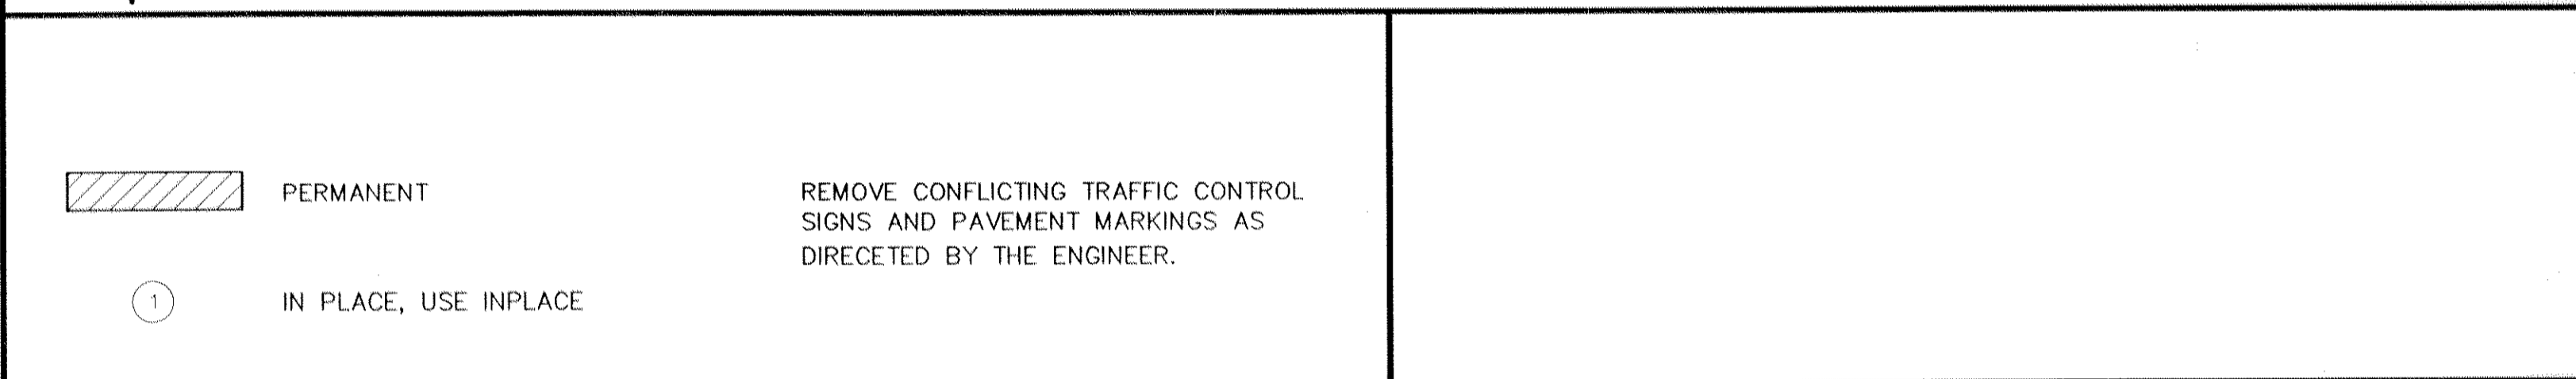 PERMANENT
REMOVE CONFLICTING TRAFFIC CONTROL
SIGNS AND PAVEMENT MARKINGS AS
DIRECETED BY THE ENGINEER.
1 IN PLACE, USE INPLACE